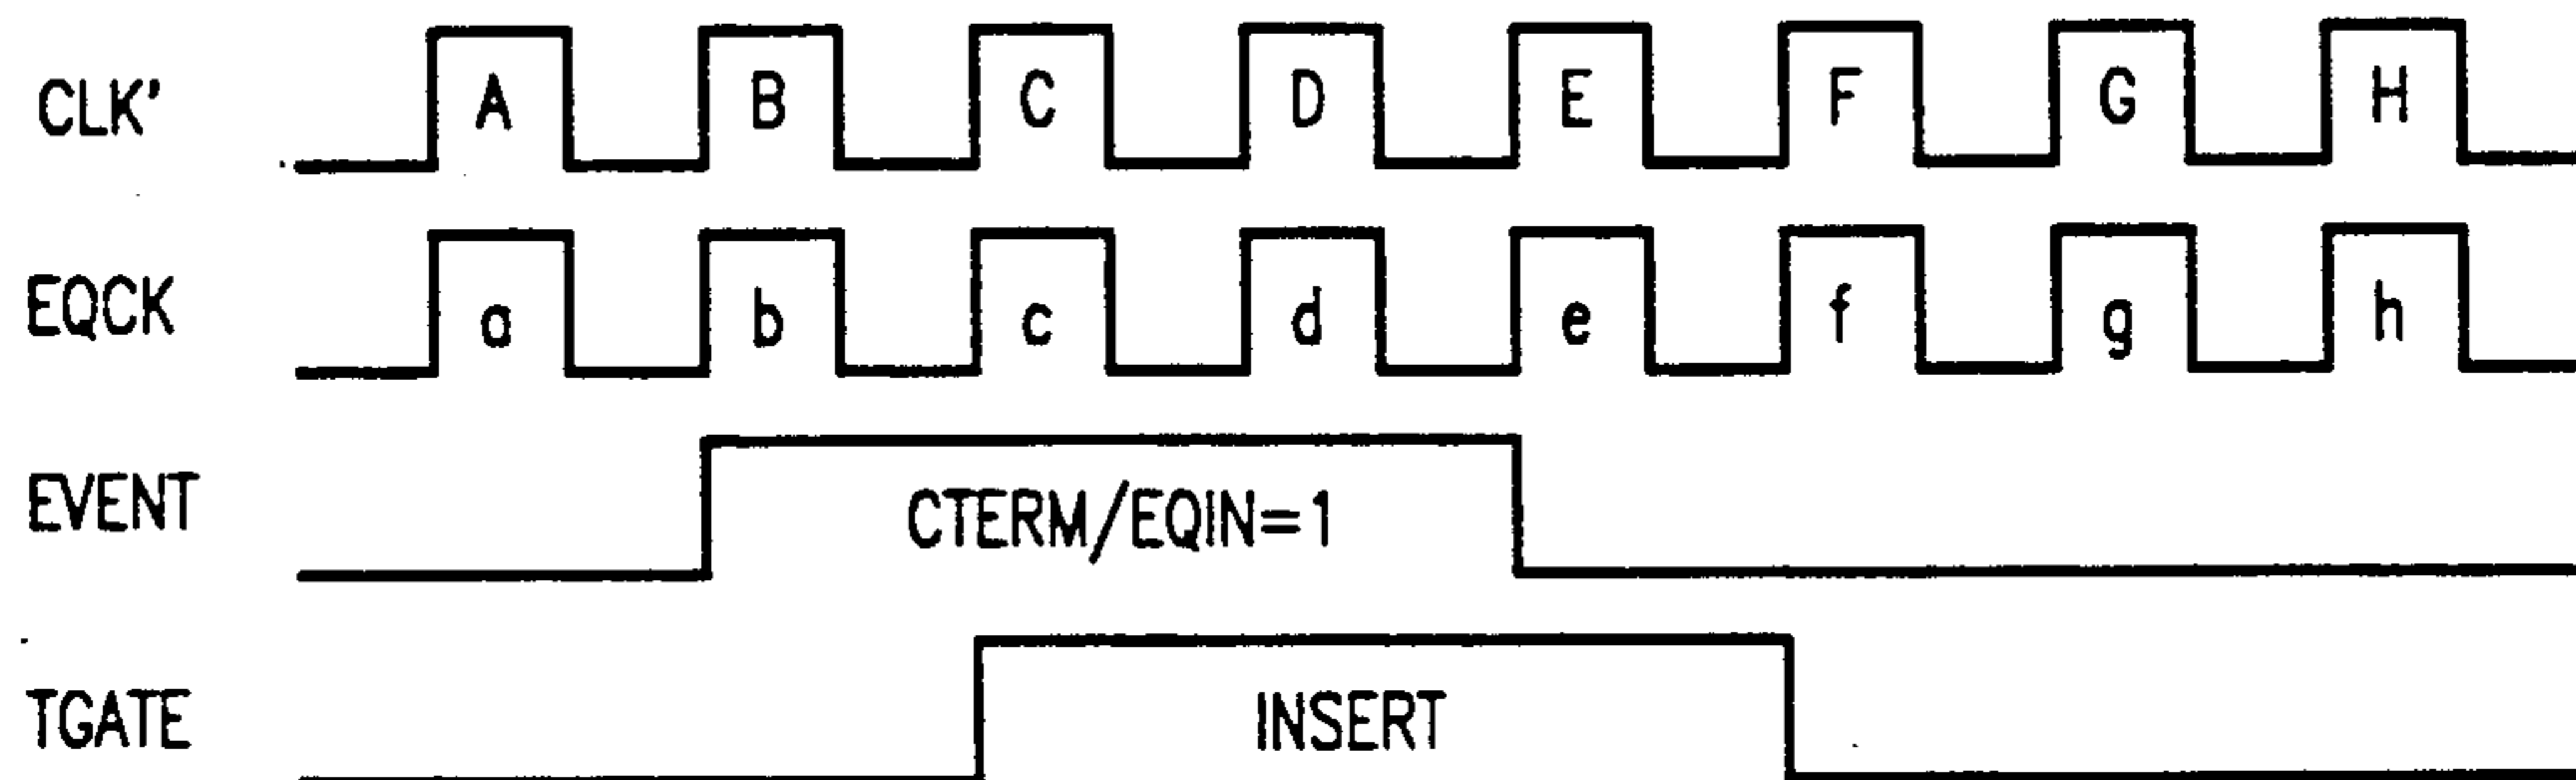 CLK' A B C D E F G H
EQCK a b c d e f g h
EVENT CTERM/EQIN=1
TGATE INSERT